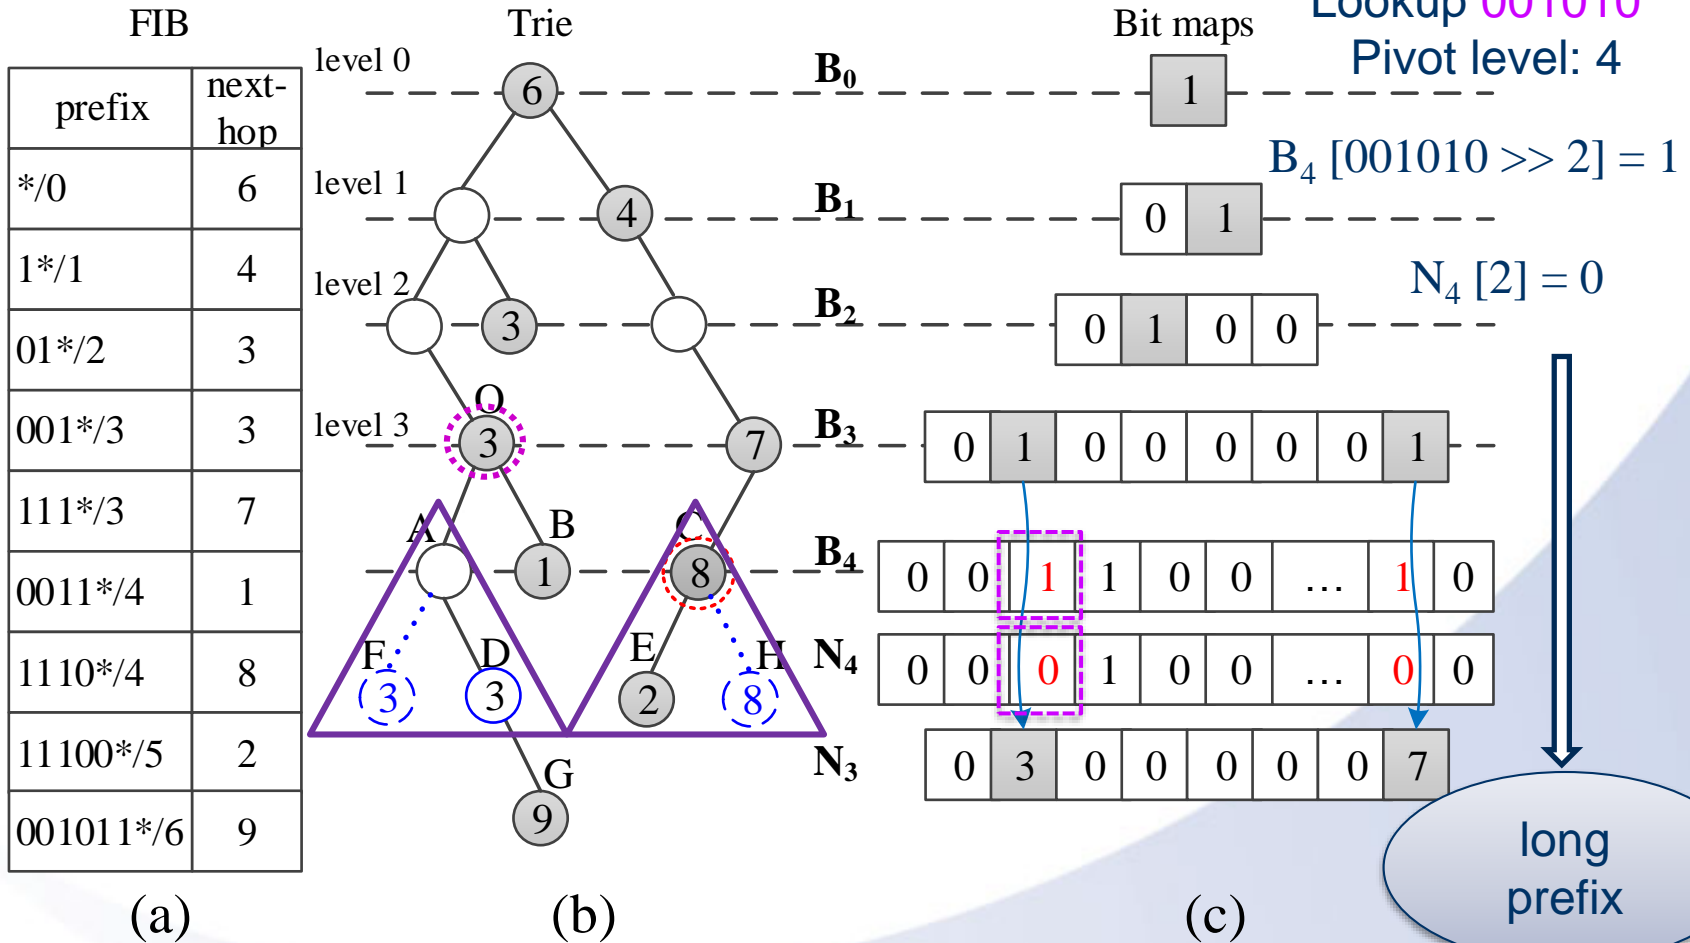 FIB
Trie
Bit maps
Lookup 001010
Pivot level: 4
prefix next-hop
*/0 6
1*/1 4
01*/2 3
001*/3 3
111*/3 7
0011*/4 1
1110*/4 8
11100*/5 2
001011*/6 9
(a)
level 0
6
level 1
4
level 2
3
level 3
O
3
7
A
B
C
1
8
F
D
E
H
3
3
2
8
G
9
(b)
B0
1
B4 [001010 >> 2] = 1
B1
0 1
N4 [2] = 0
B2
0 1 0 0
B3
0 1 0 0 0 0 0 1
B4
0 0 1 1 0 0 ... 1 0
N4
0 0 0 1 0 0 ... 0 0
N3
0 3 0 0 0 0 0 7
long
prefix
(c)